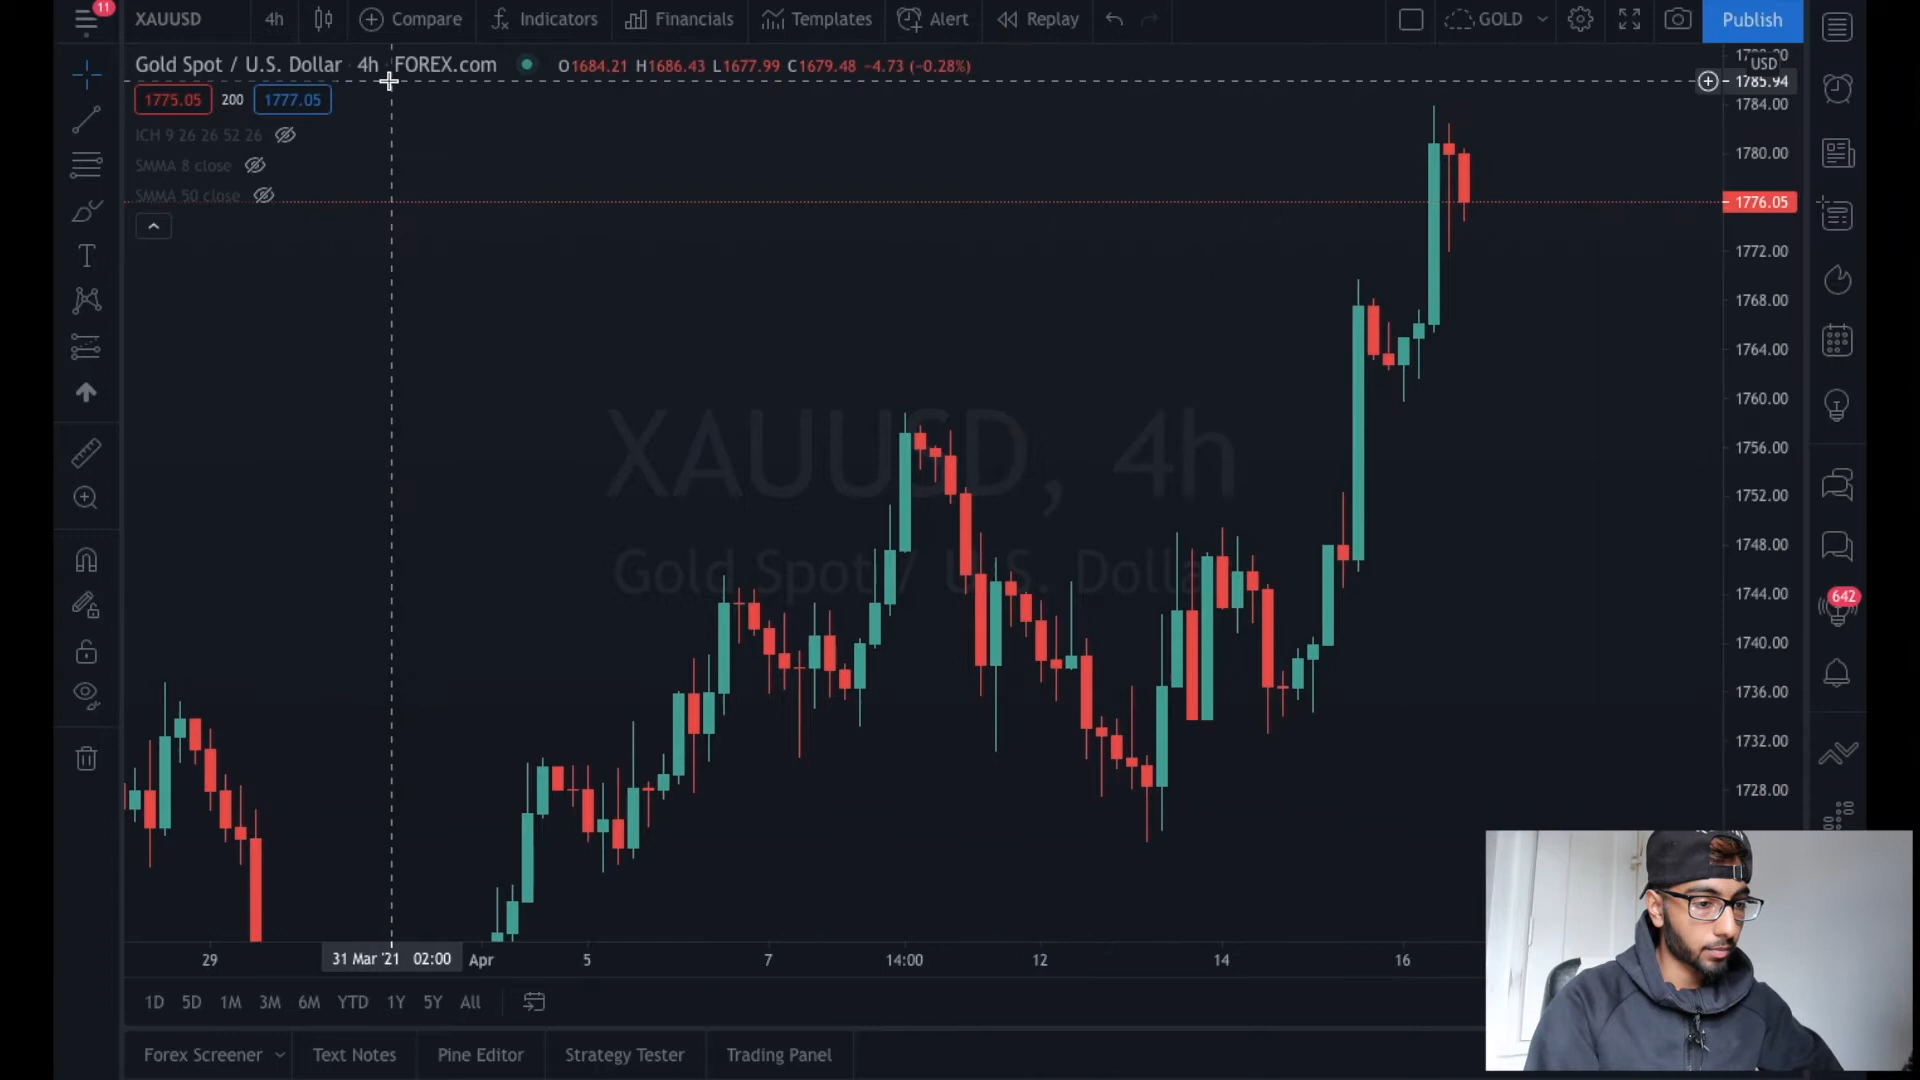 11
XAUUSD 4h Compare Indicators Financials Templates Alert Replay GOLD Publish
Gold Spot / U.S. Dollar 4h FOREX.com O1684.21 H1686.43 L1677.99 C1679.48 −4.73 (−0.28%)
1775.05 200 1777.05
ICH 9 26 26 52 26
SMMA 8 close
SMMA 50 close
USD
1785.94
1784.00
1780.00
1776.05
1772.00
1768.00
1764.00
1760.00
1756.00
1752.00
1748.00
1744.00
1740.00
1736.00
1732.00
1728.00
XAUUSD, 4h
Gold Spot / U.S. Dolla
642
29 31 Mar '21 02:00 Apr 5 7 14:00 12 14 16
1D 5D 1M 3M 6M YTD 1Y 5Y All
Forex Screener Text Notes Pine Editor Strategy Tester Trading Panel